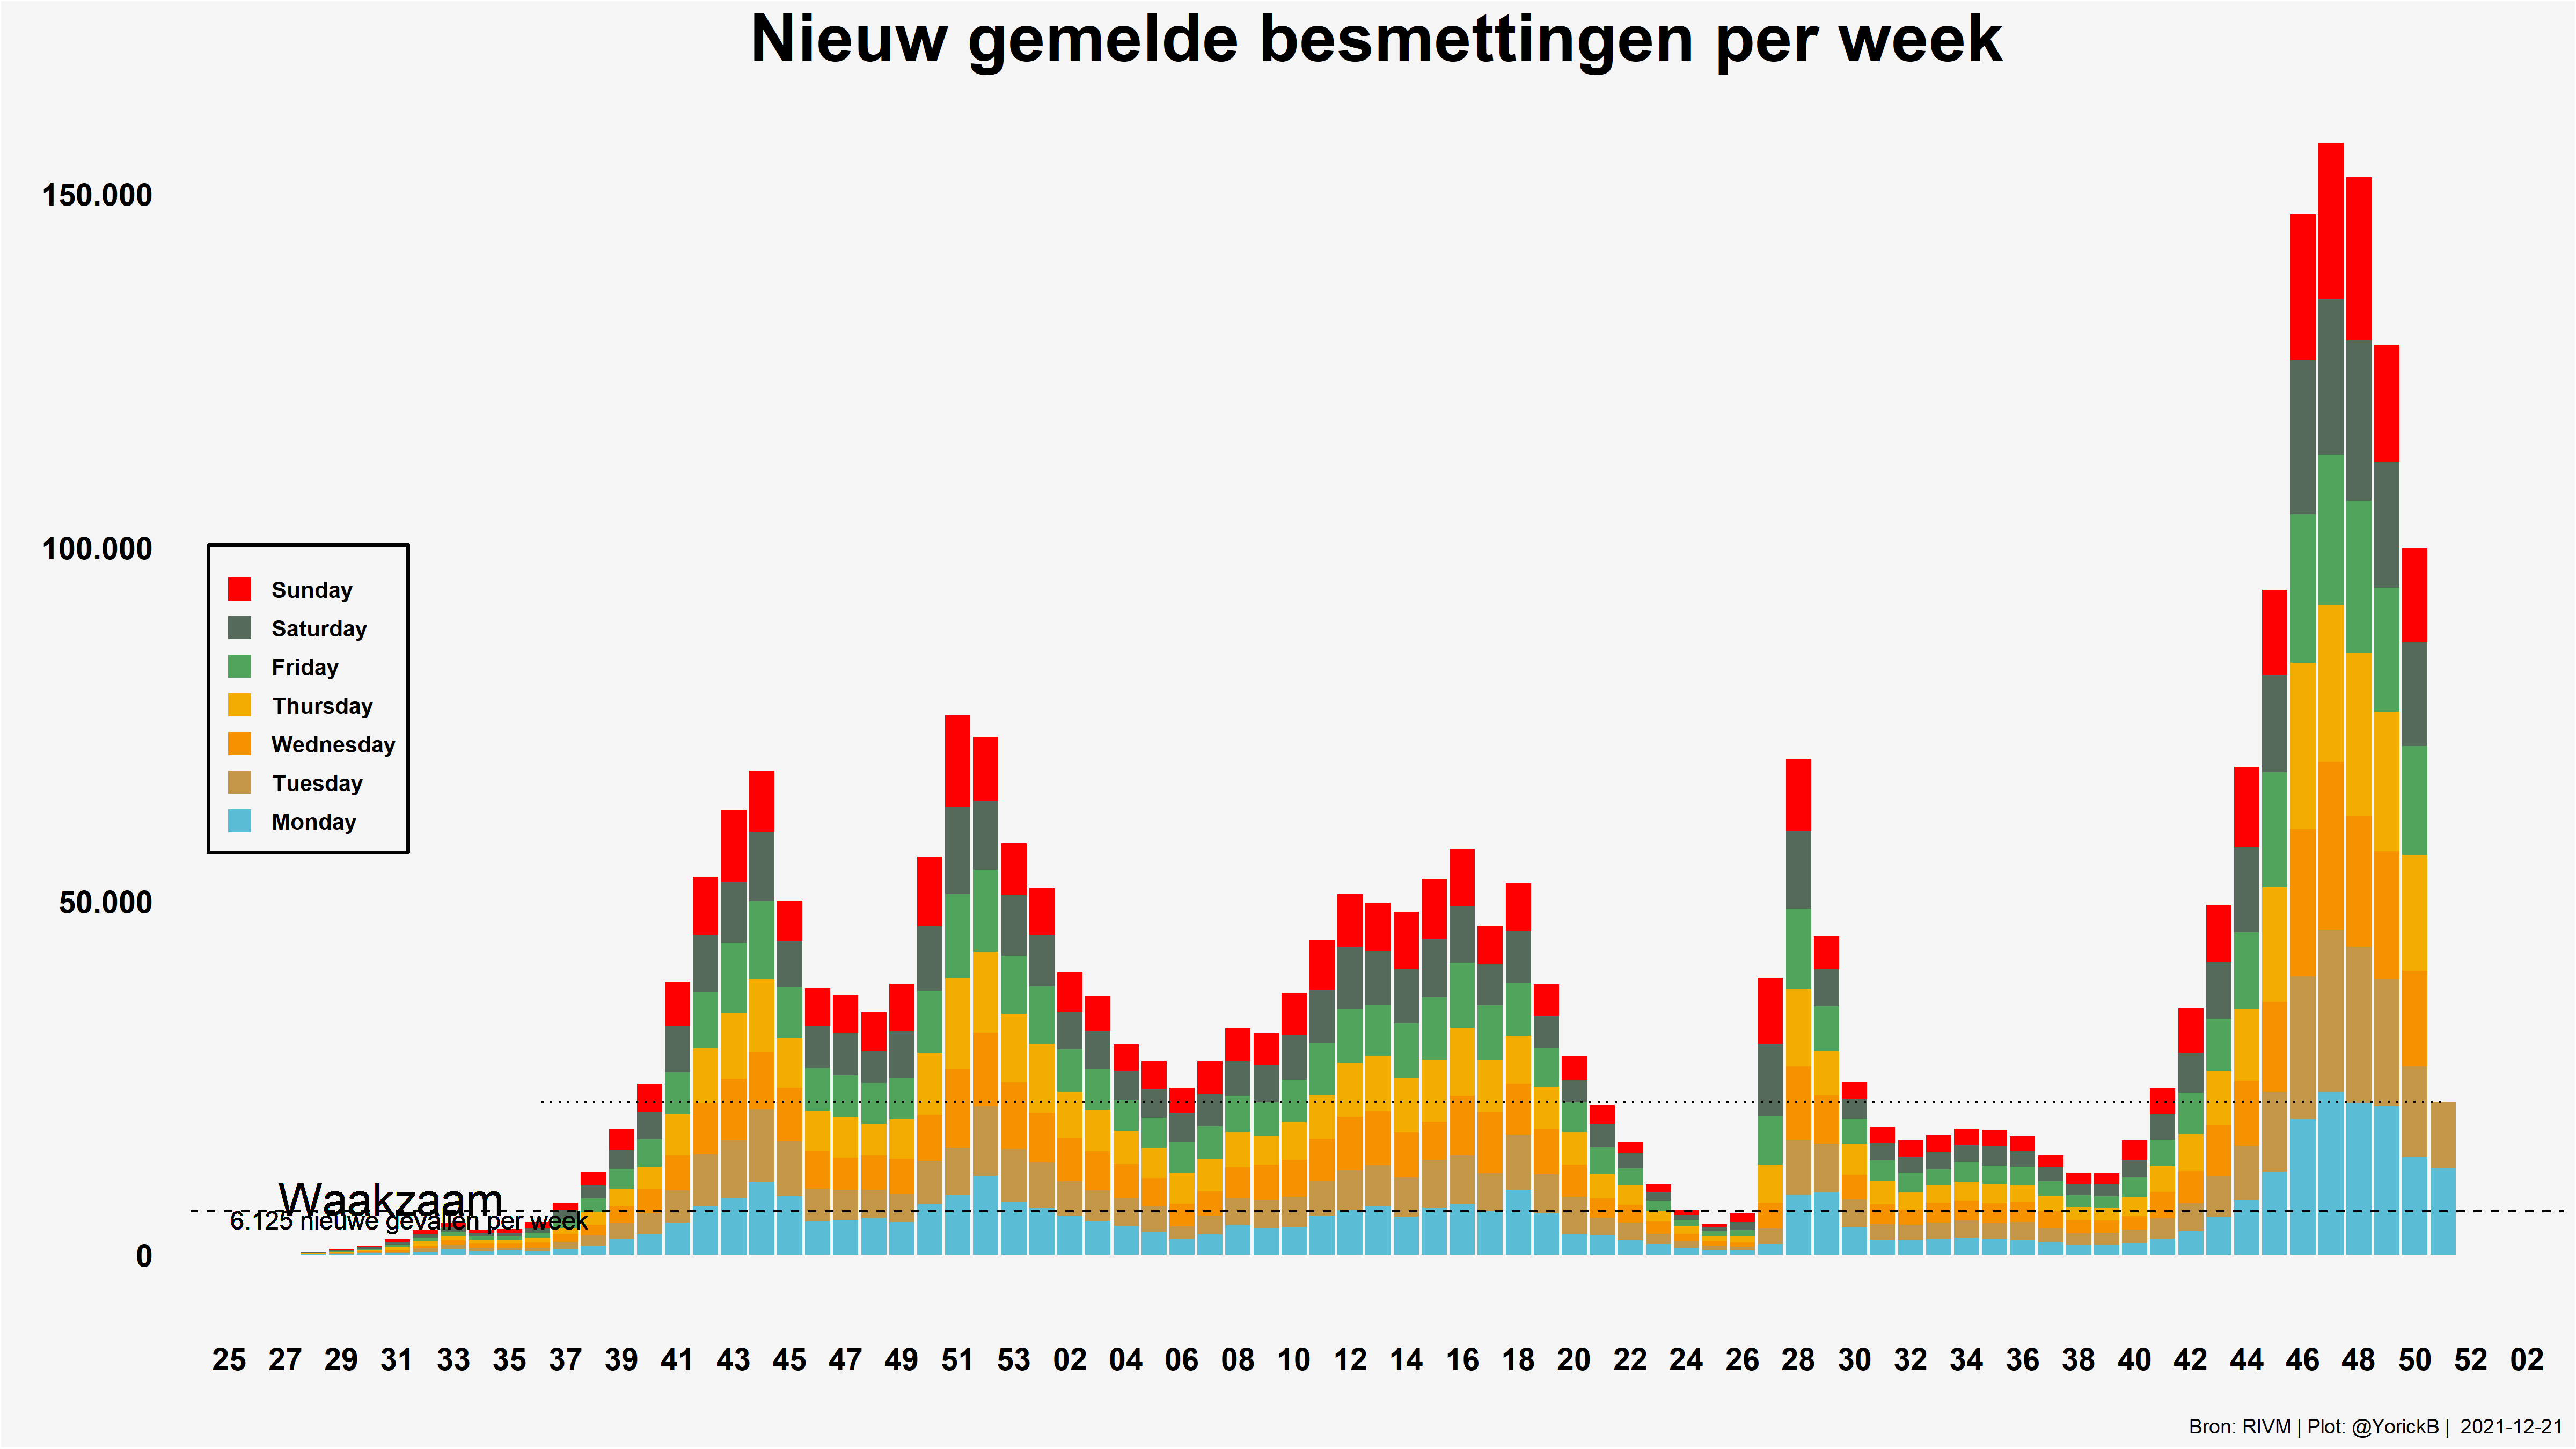 Nieuw gemelde besmettingen per week
150.000
100.000
50.000
0
Sunday
Saturday
Friday
Thursday
Wednesday
Tuesday
Monday
Waakzaam
6.125 nieuwe gevallen per week
25 27 29 31 33 35 37 39 41 43 45 47 49 51 53 02 04 06 08 10 12 14 16 18 20 22 24 26 28 30 32 34 36 38 40 42 44 46 48 50 52 02
Bron: RIVM | Plot: @YorickB | 2021-12-21